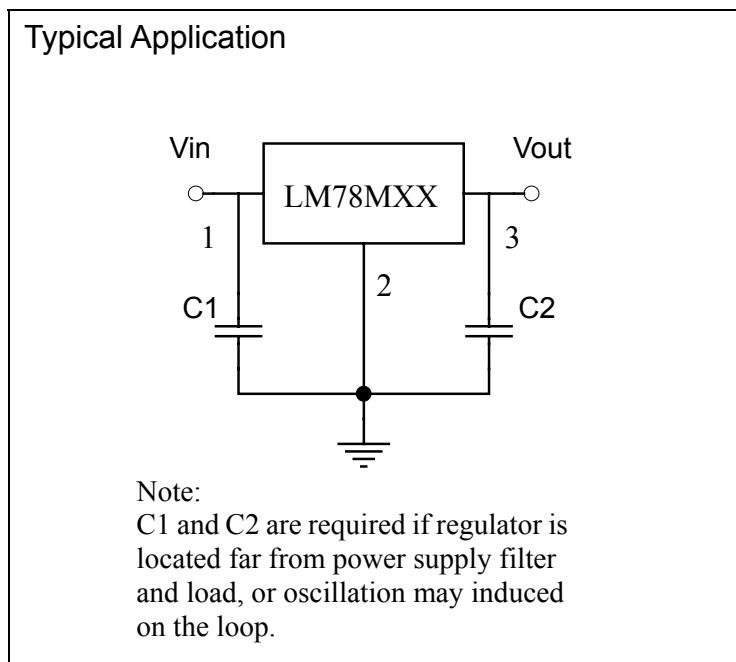 Typical Application
Vin
Vout
LM78MXX
1
3
2
C1
C2
Note:
C1 and C2 are required if regulator is
located far from power supply filter
and load, or oscillation may induced
on the loop.